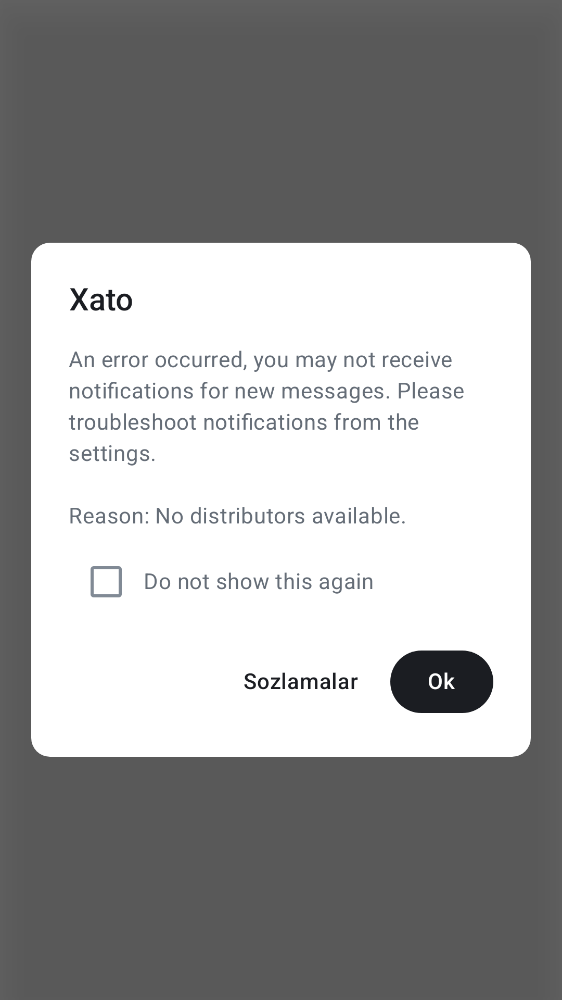 Xato
An error occurred, you may not receive
notifications for new messages. Please
troubleshoot notifications from the
settings.
Reason: No distributors available.
Do not show this again
Sozlamalar
Ok